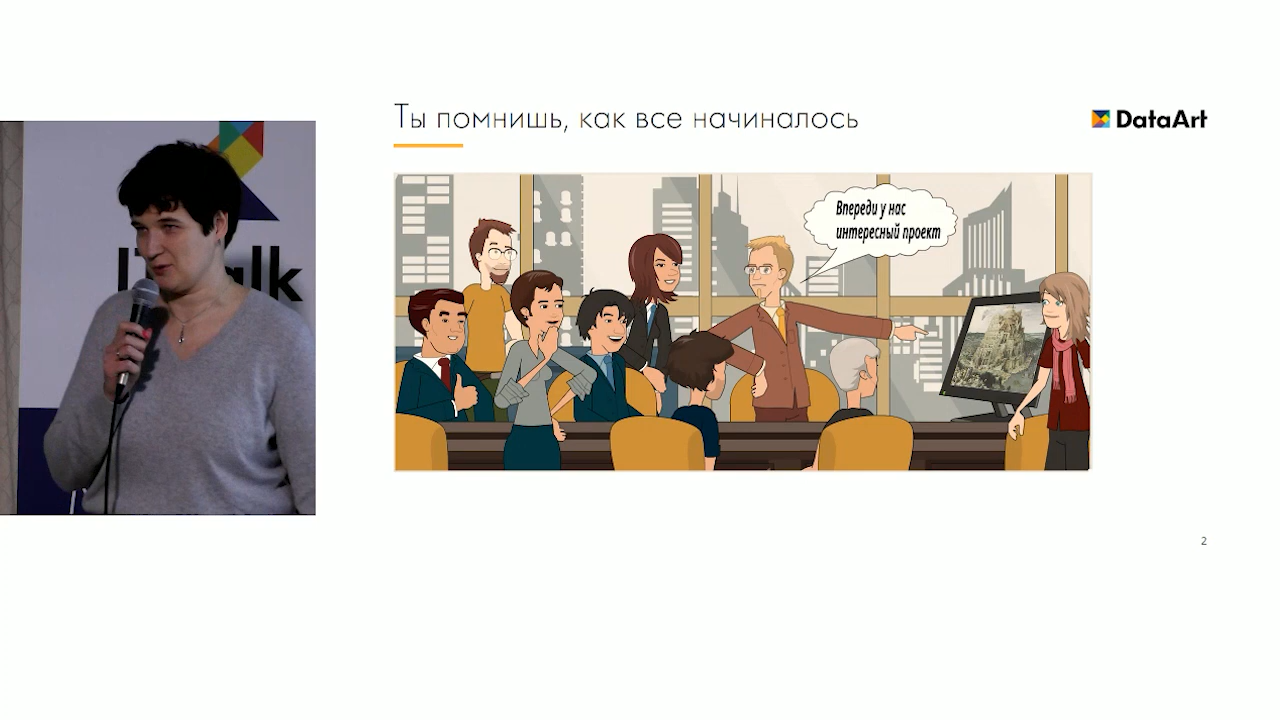 Ты помнишь, как все начиналось
DataArt
Впереди у нас
интересный проект
2